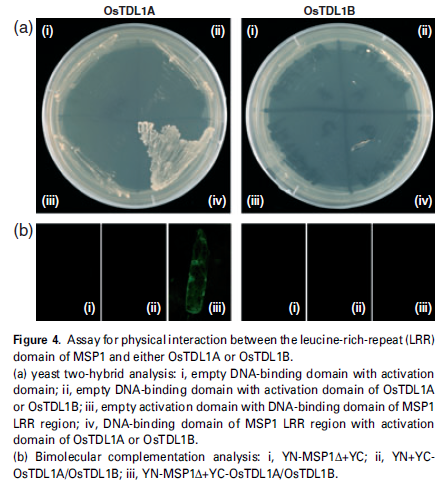 OsTDL1A OsTDL1B
(a) (i) (ii) (i) (ii)
(iii) (iv) (iii) (iv)
(b)
(i) (ii) (iii) (i) (ii) (iii)
Figure 4. Assay for physical interaction between the leucine-rich-repeat (LRR)
domain of MSP1 and either OsTDL1A or OsTDL1B.
(a) yeast two-hybrid analysis: i, empty DNA-binding domain with activation
domain; ii, empty DNA-binding domain with activation domain of OsTDL1A
or OsTDL1B; iii, empty activation domain with DNA-binding domain of MSP1
LRR region; iv, DNA-binding domain of MSP1 LRR region with activation
domain of OsTDL1A or OsTDL1B.
(b) Bimolecular complementation analysis: i, YN-MSP1Δ+YC; ii, YN+YC-
OsTDL1A/OsTDL1B; iii, YN-MSP1Δ+YC-OsTDL1A/OsTDL1B.